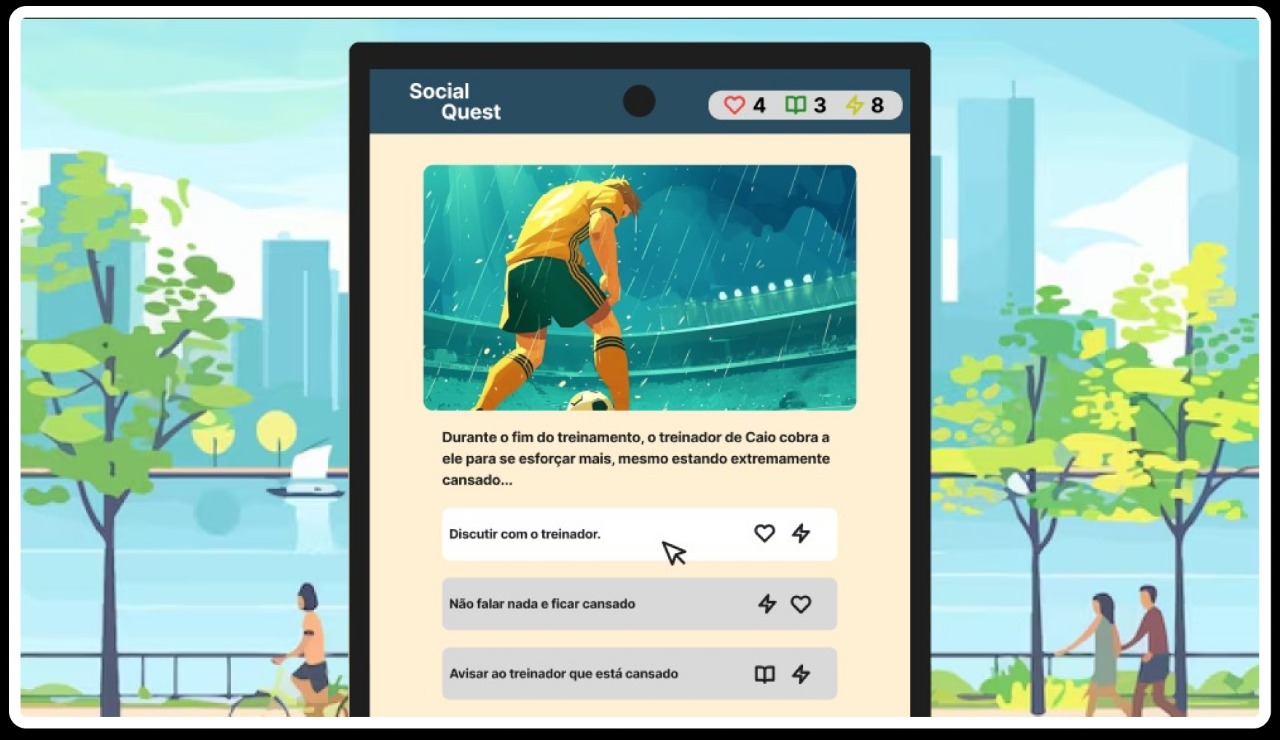 Social
Quest
4 3 8
Durante o fim do treinamento, o treinador de Caio cobra a
ele para se esforçar mais, mesmo estando extremamente
cansado...
Discutir com o treinador.
Não falar nada e ficar cansado
Avisar ao treinador que está cansado